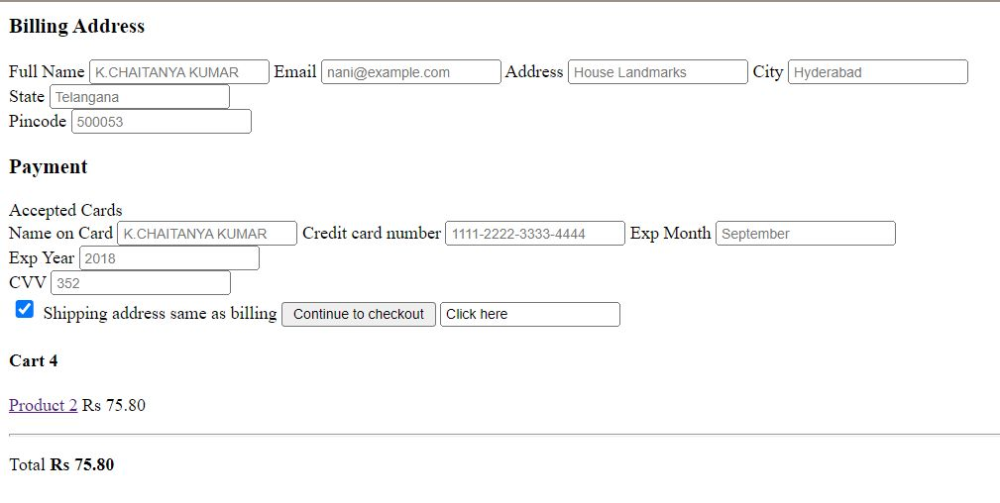 Billing Address
Full Name K.CHAITANYA KUMAR Email nani@example.com Address House Landmarks City Hyderabad
State Telangana
Pincode 500053
Payment
Accepted Cards
Name on Card K.CHAITANYA KUMAR Credit card number 1111-2222-3333-4444 Exp Month September
Exp Year 2018
CVV 352
Shipping address same as billing Continue to checkout Click here
Cart 4
Product 2 Rs 75.80
Total Rs 75.80